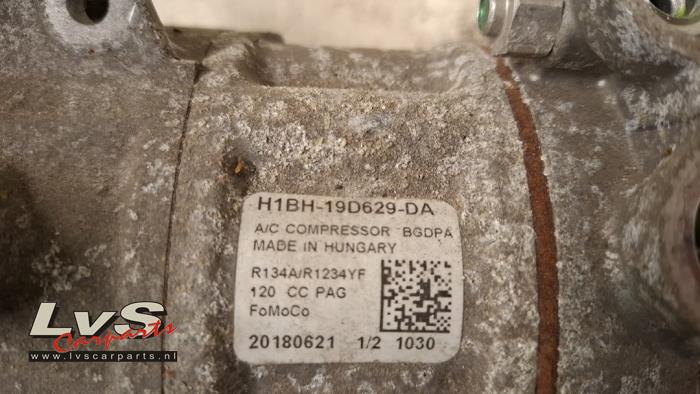 H1BH-19D629-DA
A/C COMPRESSOR BGDPA
MADE IN HUNGARY
R134A/R1234YF
120 CC PAG
FoMoCo
20180621 1/2 1030
LvS
Carparts
www.lvscarparts.nl